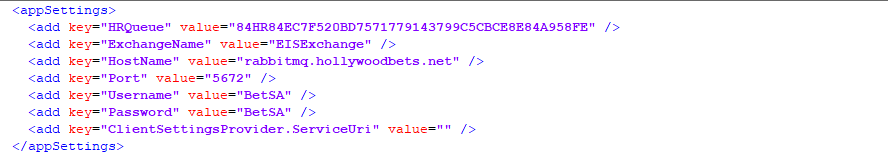 <appSettings>
<add key="HRQueue" value="84HR84EC7F520BD7571779143799C5CBCE8E84A958FE" />
<add key="ExchangeName" value="EISExchange" />
<add key="HostName" value="rabbitmq.hollywoodbets.net" />
<add key="Port" value="5672" />
<add key="Username" value="BetSA" />
<add key="Password" value="BetSA" />
<add key="ClientSettingsProvider.ServiceUri" value="" />
</appSettings>